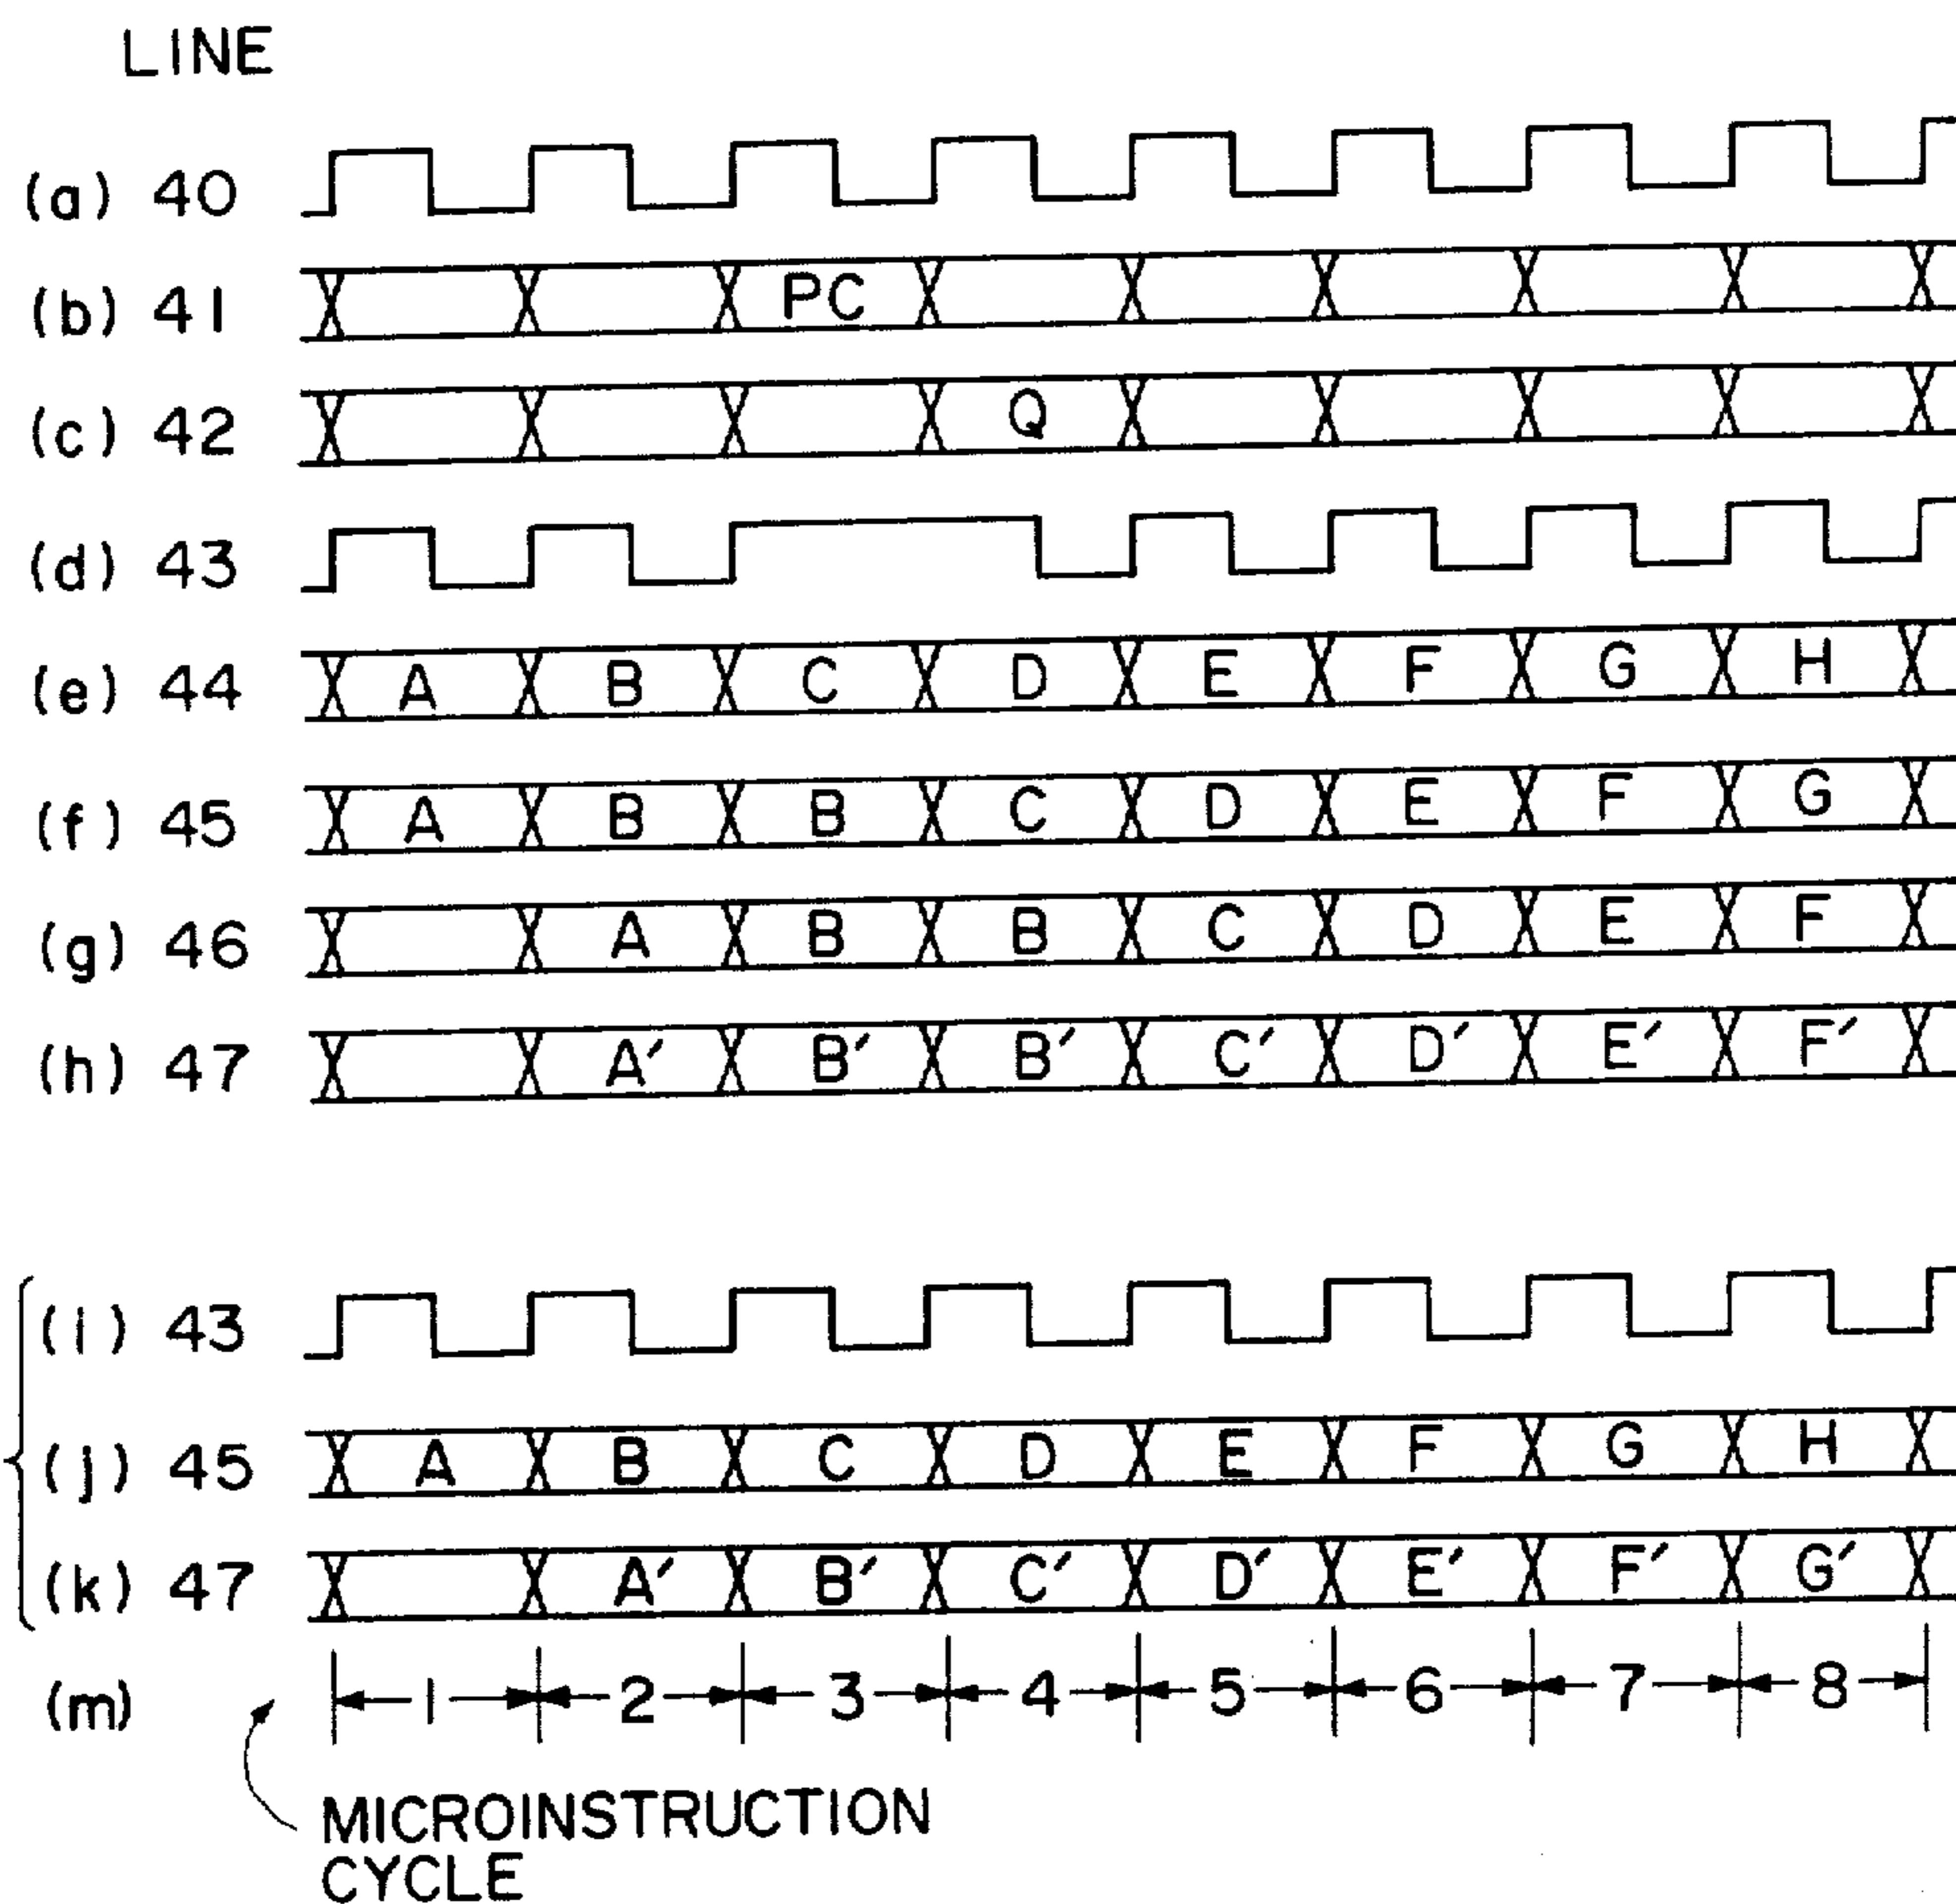 LINE
(a) 40
(b) 41 PC
(c) 42 Q
(d) 43
(e) 44 A B C D E F G H
(f) 45 A B B C D E F G
(g) 46 A B B C D E F
(h) 47 A′ B′ B′ C′ D′ E′ F′
(i) 43
(j) 45 A B C D E F G H
(k) 47 A′ B′ C′ D′ E′ F′ G′
(m) 1 2 3 4 5 6 7 8
MICROINSTRUCTION
CYCLE